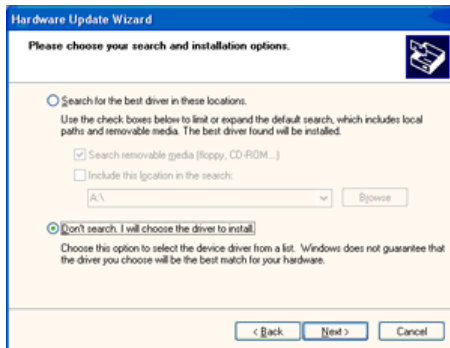 Hardware Update Wizard
Please choose your search and installation options.
Search for the best driver in these locations.
Use the check boxes below to limit or expand the default search, which includes local
paths and removable media. The best driver found will be installed.
Search removable media (floppy, CD-ROM...)
Include this location in the search:
A:\
Browse
Don't search. I will choose the driver to install.
Choose this option to select the device driver from a list. Windows does not guarantee that
the driver you choose will be the best match for your hardware.
< Back Next > Cancel